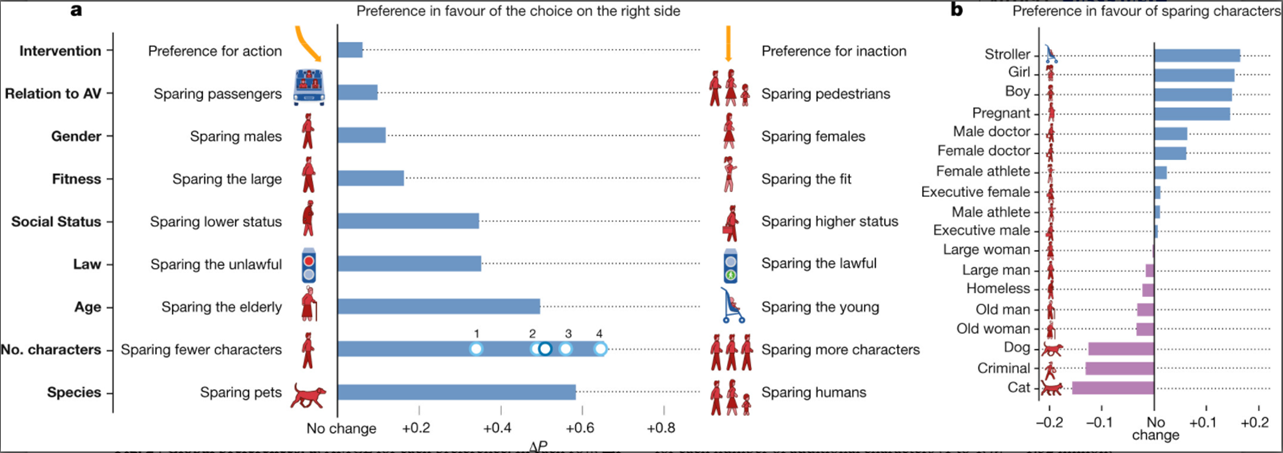 a
Preference in favour of the choice on the right side
Intervention Preference for action Preference for inaction
Relation to AV Sparing passengers Sparing pedestrians
Gender Sparing males Sparing females
Fitness Sparing the large Sparing the fit
Social Status Sparing lower status Sparing higher status
Law Sparing the unlawful Sparing the lawful
Age Sparing the elderly Sparing the young
1 2 3 4
No. characters Sparing fewer characters Sparing more characters
Species Sparing pets Sparing humans
No change +0.2 +0.4 +0.6 +0.8
ΔP
b
Preference in favour of sparing characters
Stroller
Girl
Boy
Pregnant
Male doctor
Female doctor
Female athlete
Executive female
Male athlete
Executive male
Large woman
Large man
Homeless
Old man
Old woman
Dog
Criminal
Cat
–0.2 –0.1 No +0.1 +0.2
change